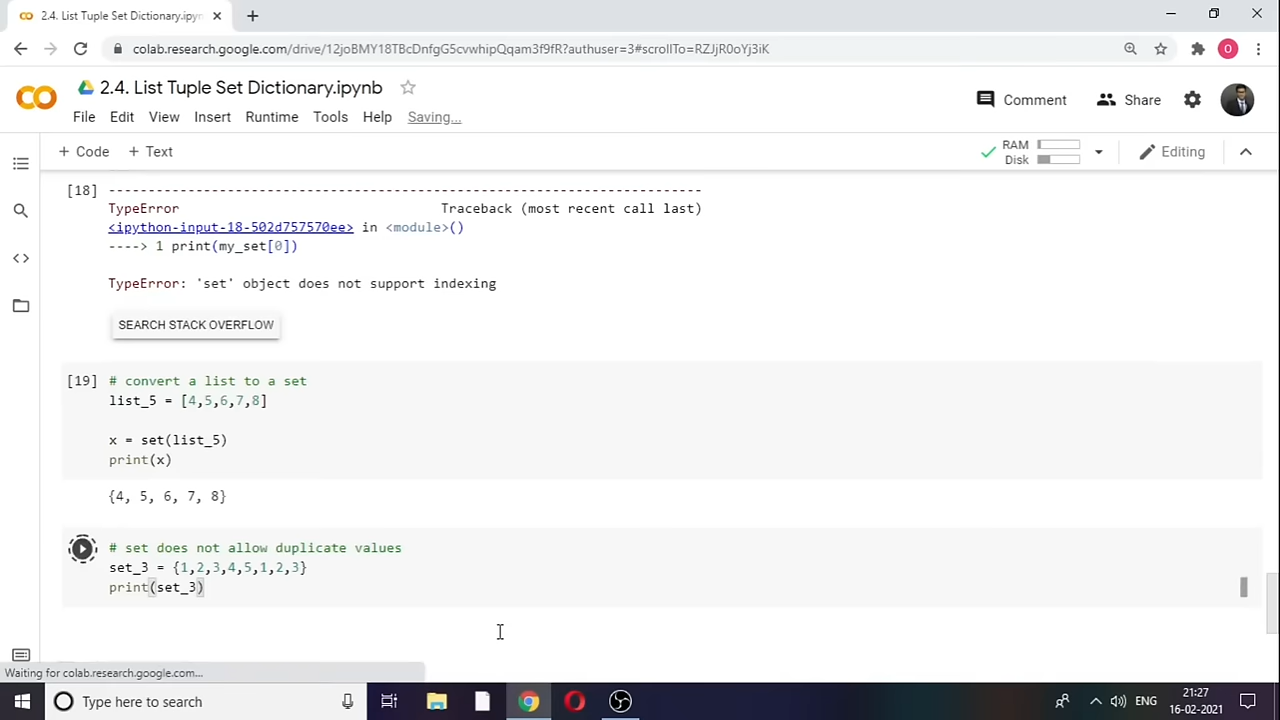 2.4. List Tuple Set Dictionary.ipyn
colab.research.google.com/drive/12joBMY18TBcDnfgG5cvwhipQqam3f9fR?authuser=3#scrollTo=RZJjR0oYj3iK
O
2.4. List Tuple Set Dictionary.ipynb
File Edit View Insert Runtime Tools Help Saving...
Comment Share
+ Code + Text
RAM
Disk
Editing
[18] ---------------------------------------------------------------------------
TypeError Traceback (most recent call last)
<ipython-input-18-502d757570ee> in <module>()
----> 1 print(my_set[0])
TypeError: 'set' object does not support indexing
SEARCH STACK OVERFLOW
[19] # convert a list to a set
list_5 = [4,5,6,7,8]
x = set(list_5)
print(x)
{4, 5, 6, 7, 8}
# set does not allow duplicate values
set_3 = {1,2,3,4,5,1,2,3}
print(set_3)
Waiting for colab.research.google.com...
Type here to search
ENG
21:27
16-02-2021